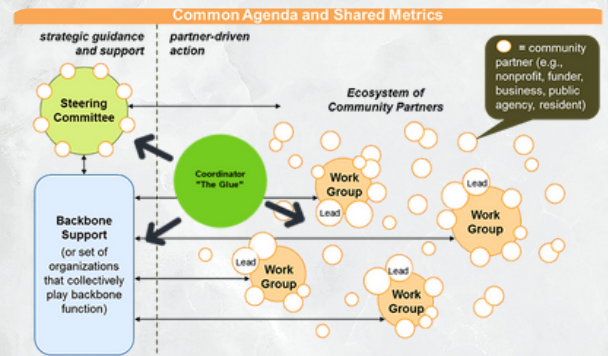 Common Agenda and Shared Metrics
strategic guidance
and support
partner-driven
action
= community
partner (e.g.,
nonprofit, funder,
business, public
agency, resident)
Steering
Committee
Ecosystem of
Community Partners
Coordinator
"The Glue"
Work
Group
Lead
Lead
Work
Group
Backbone
Support
(or set of
organizations
that collectively
play backbone
function)
Lead
Work
Group
Lead
Work
Group